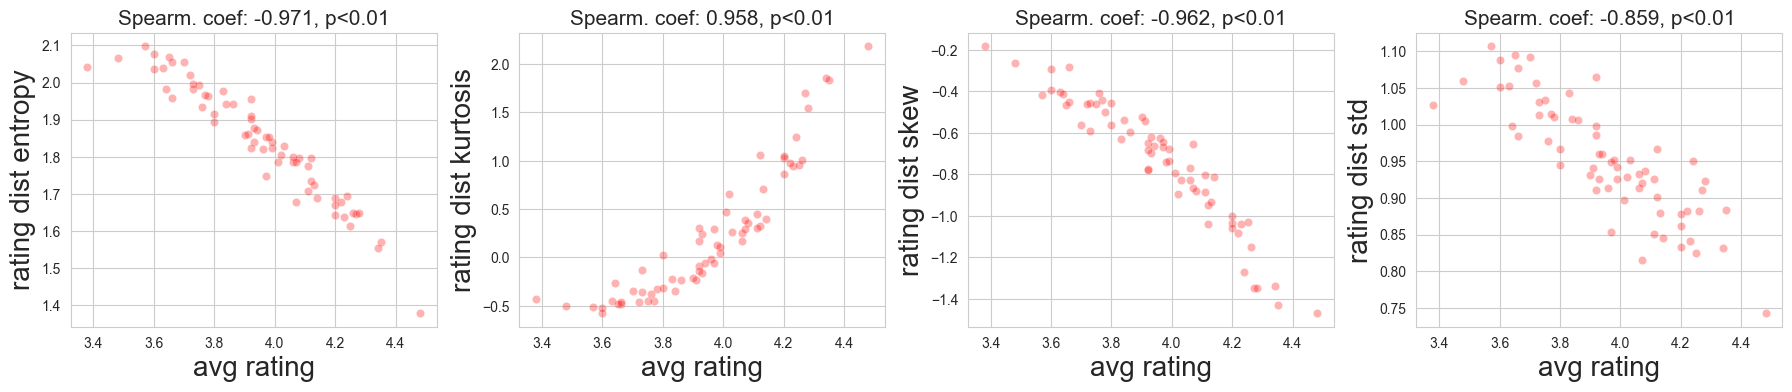 Spearm. coef: -0.971, p<0.01
rating dist entropy
2.1
2.0
1.9
1.8
1.7
1.6
1.5
1.4
3.4 3.6 3.8 4.0 4.2 4.4
avg rating
Spearm. coef: 0.958, p<0.01
rating dist kurtosis
2.0
1.5
1.0
0.5
0.0
−0.5
3.4 3.6 3.8 4.0 4.2 4.4
avg rating
Spearm. coef: -0.962, p<0.01
rating dist skew
−0.2
−0.4
−0.6
−0.8
−1.0
−1.2
−1.4
3.4 3.6 3.8 4.0 4.2 4.4
avg rating
Spearm. coef: -0.859, p<0.01
rating dist std
1.10
1.05
1.00
0.95
0.90
0.85
0.80
0.75
3.4 3.6 3.8 4.0 4.2 4.4
avg rating